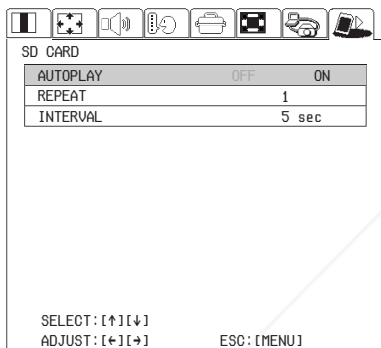 SD CARD
AUTOPLAY OFF ON
REPEAT 1
INTERVAL 5 sec
SELECT:[↑][↓]
ADJUST:[←][→] ESC:[MENU]